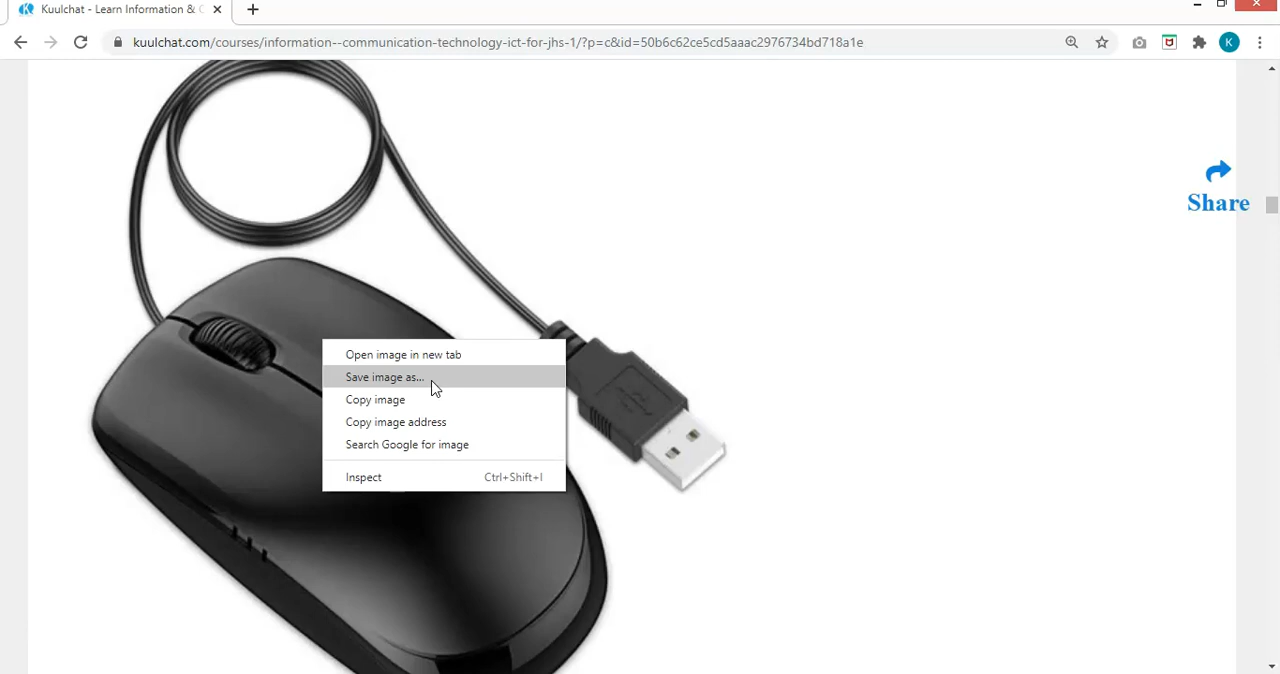 Kuulchat - Learn Information & C
kuulchat.com/courses/information--communication-technology-ict-for-jhs-1/?p=c&id=50b6c62ce5cd5aaac2976734bd718a1e
K
Share
Open image in new tab
Save image as...
Copy image
Copy image address
Search Google for image
Inspect Ctrl+Shift+I